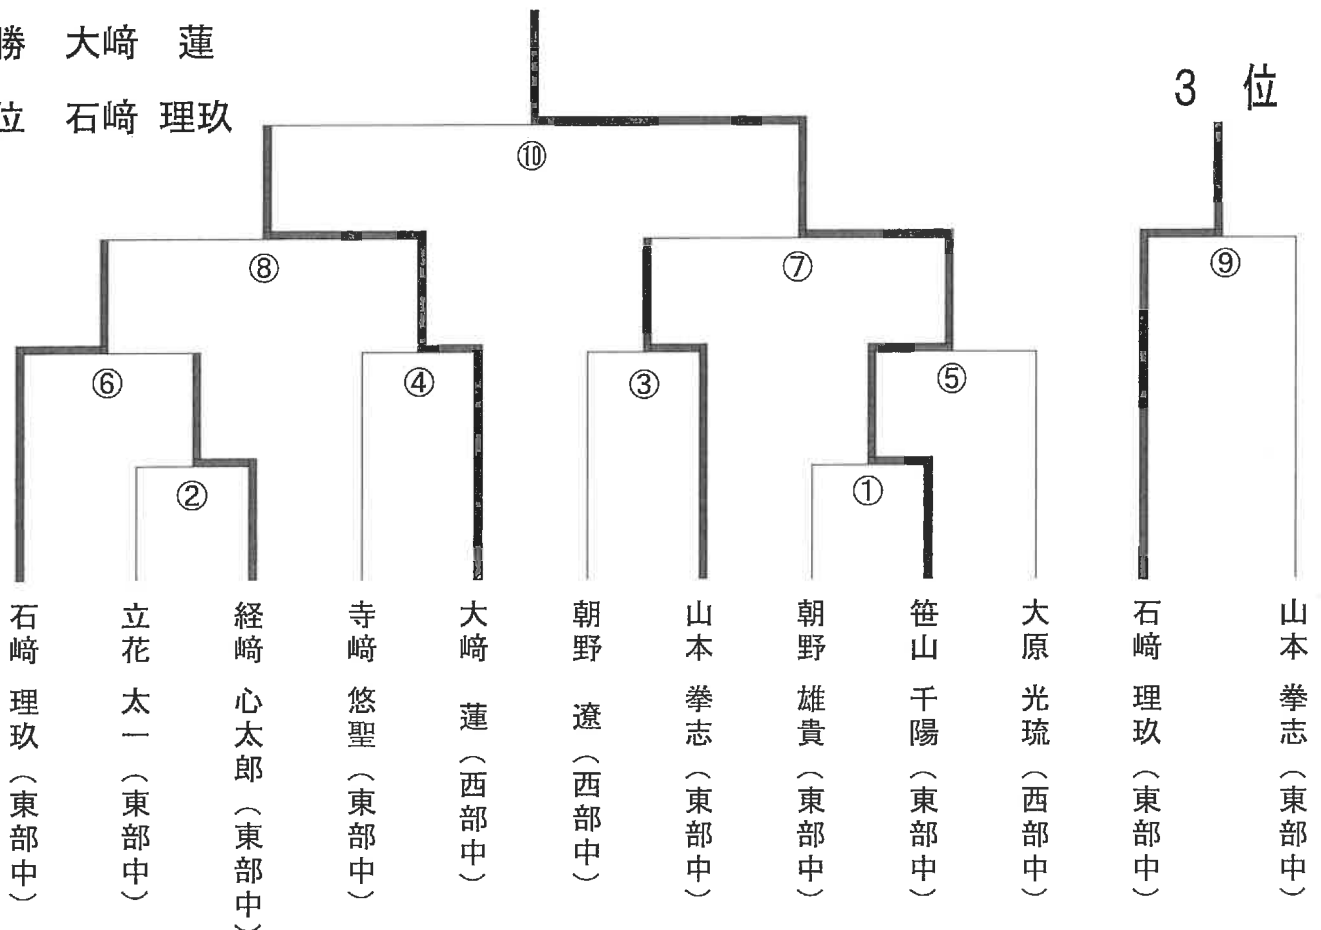 勝 大﨑 蓮
位 石﨑 理玖
3 位
⑩
⑧
⑦
⑨
⑥
④
③
⑤
②
①
石﨑 理玖（東部中）
立花 太一（東部中）
経﨑 心太郎（東部中）
寺﨑 悠聖（東部中）
大﨑 蓮（西部中）
朝野 遼（西部中）
山本 拳志（東部中）
朝野 雄貴（東部中）
笹山 千陽（東部中）
大原 光琉（西部中）
石﨑 理玖（東部中）
山本 拳志（東部中）